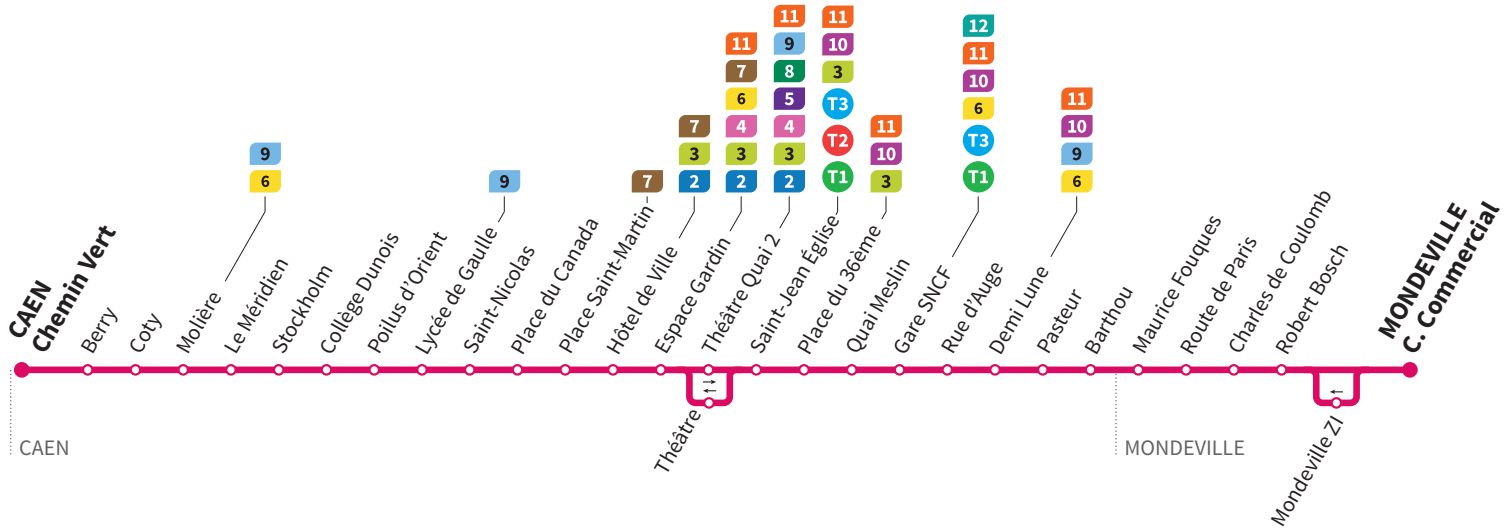 9
6
9
7
7
3
2
11
7
6
4
3
2
11
9
8
5
4
3
2
11
10
3
T3
T2
T1
11
10
3
12
11
10
6
T3
T1
11
10
9
6
CAEN
Chemin Vert
Berry
Coty
Molière
Le Méridien
Stockholm
Collège Dunois
Poilus d’Orient
Lycée de Gaulle
Saint-Nicolas
Place du Canada
Place Saint-Martin
Hôtel de Ville
Espace Gardin
Théâtre Quai 2
Saint-Jean Église
Place du 36ème
Quai Meslin
Gare SNCF
Rue d’Auge
Demi Lune
Pasteur
Barthou
Maurice Fouques
Route de Paris
Charles de Coulomb
Robert Bosch
MONDEVILLE
C. Commercial
Théâtre
Mondeville ZI
CAEN
MONDEVILLE